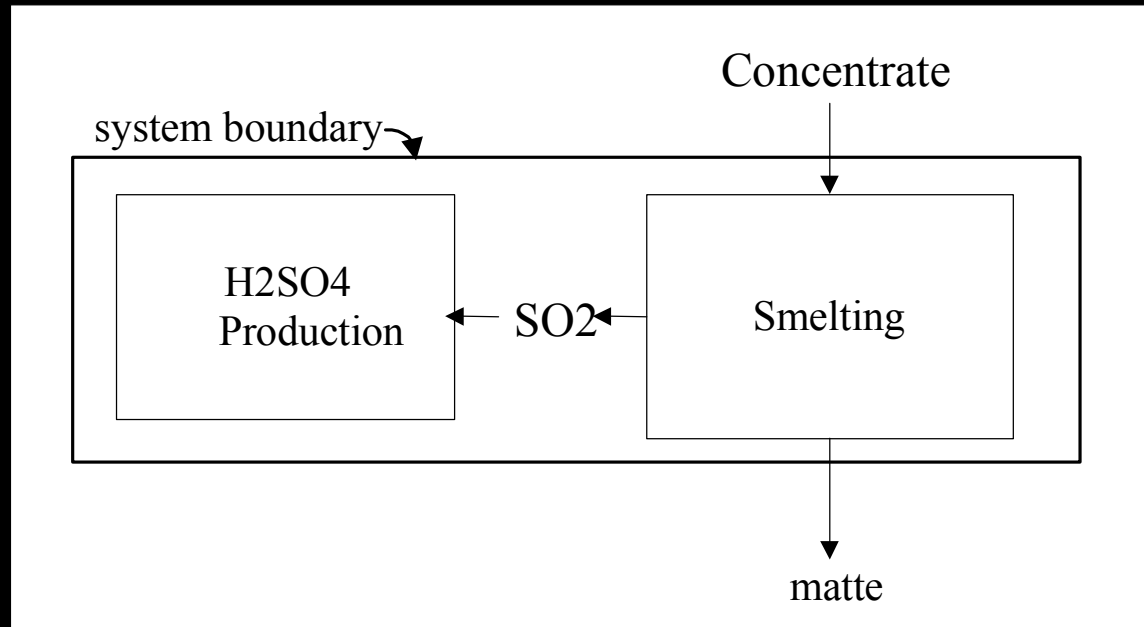 Concentrate
system boundary
H2SO4
Production
SO2
Smelting
matte